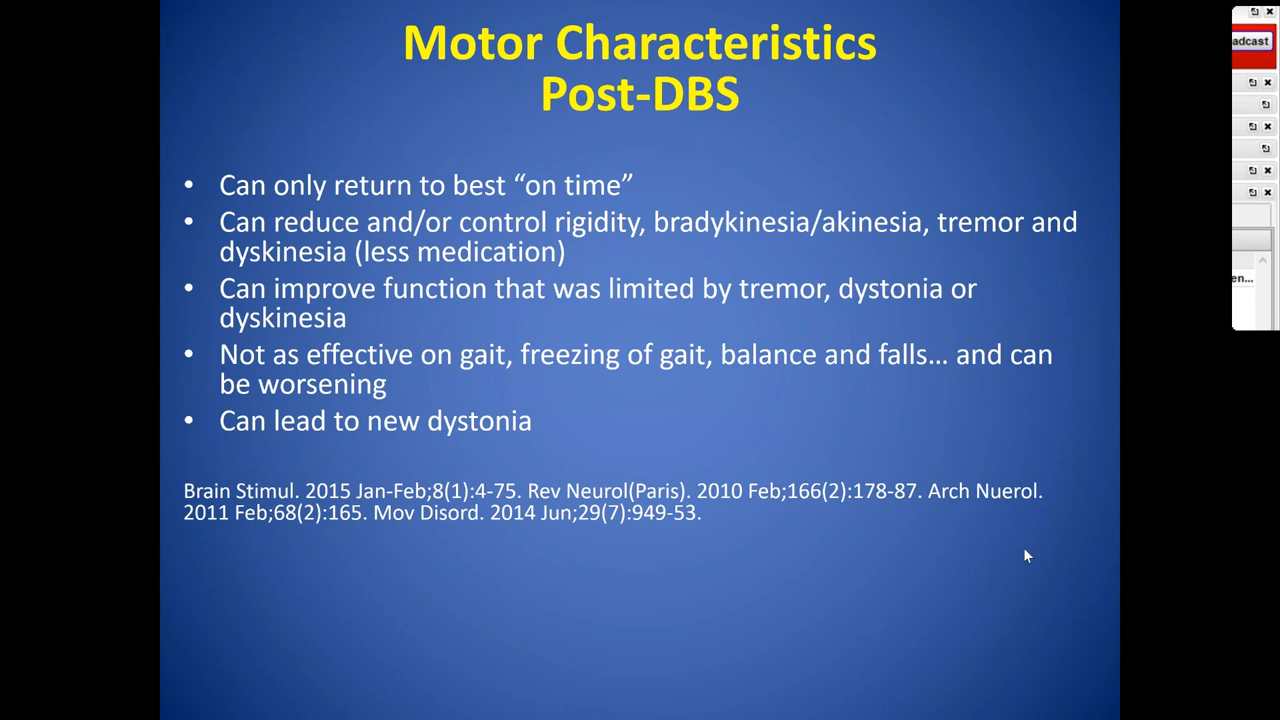 Motor Characteristics
Post-DBS
• Can only return to best “on time”
• Can reduce and/or control rigidity, bradykinesia/akinesia, tremor and
dyskinesia (less medication)
• Can improve function that was limited by tremor, dystonia or
dyskinesia
• Not as effective on gait, freezing of gait, balance and falls… and can
be worsening
• Can lead to new dystonia
Brain Stimul. 2015 Jan-Feb;8(1):4-75. Rev Neurol(Paris). 2010 Feb;166(2):178-87. Arch Nuerol.
2011 Feb;68(2):165. Mov Disord. 2014 Jun;29(7):949-53.
adcast
en...